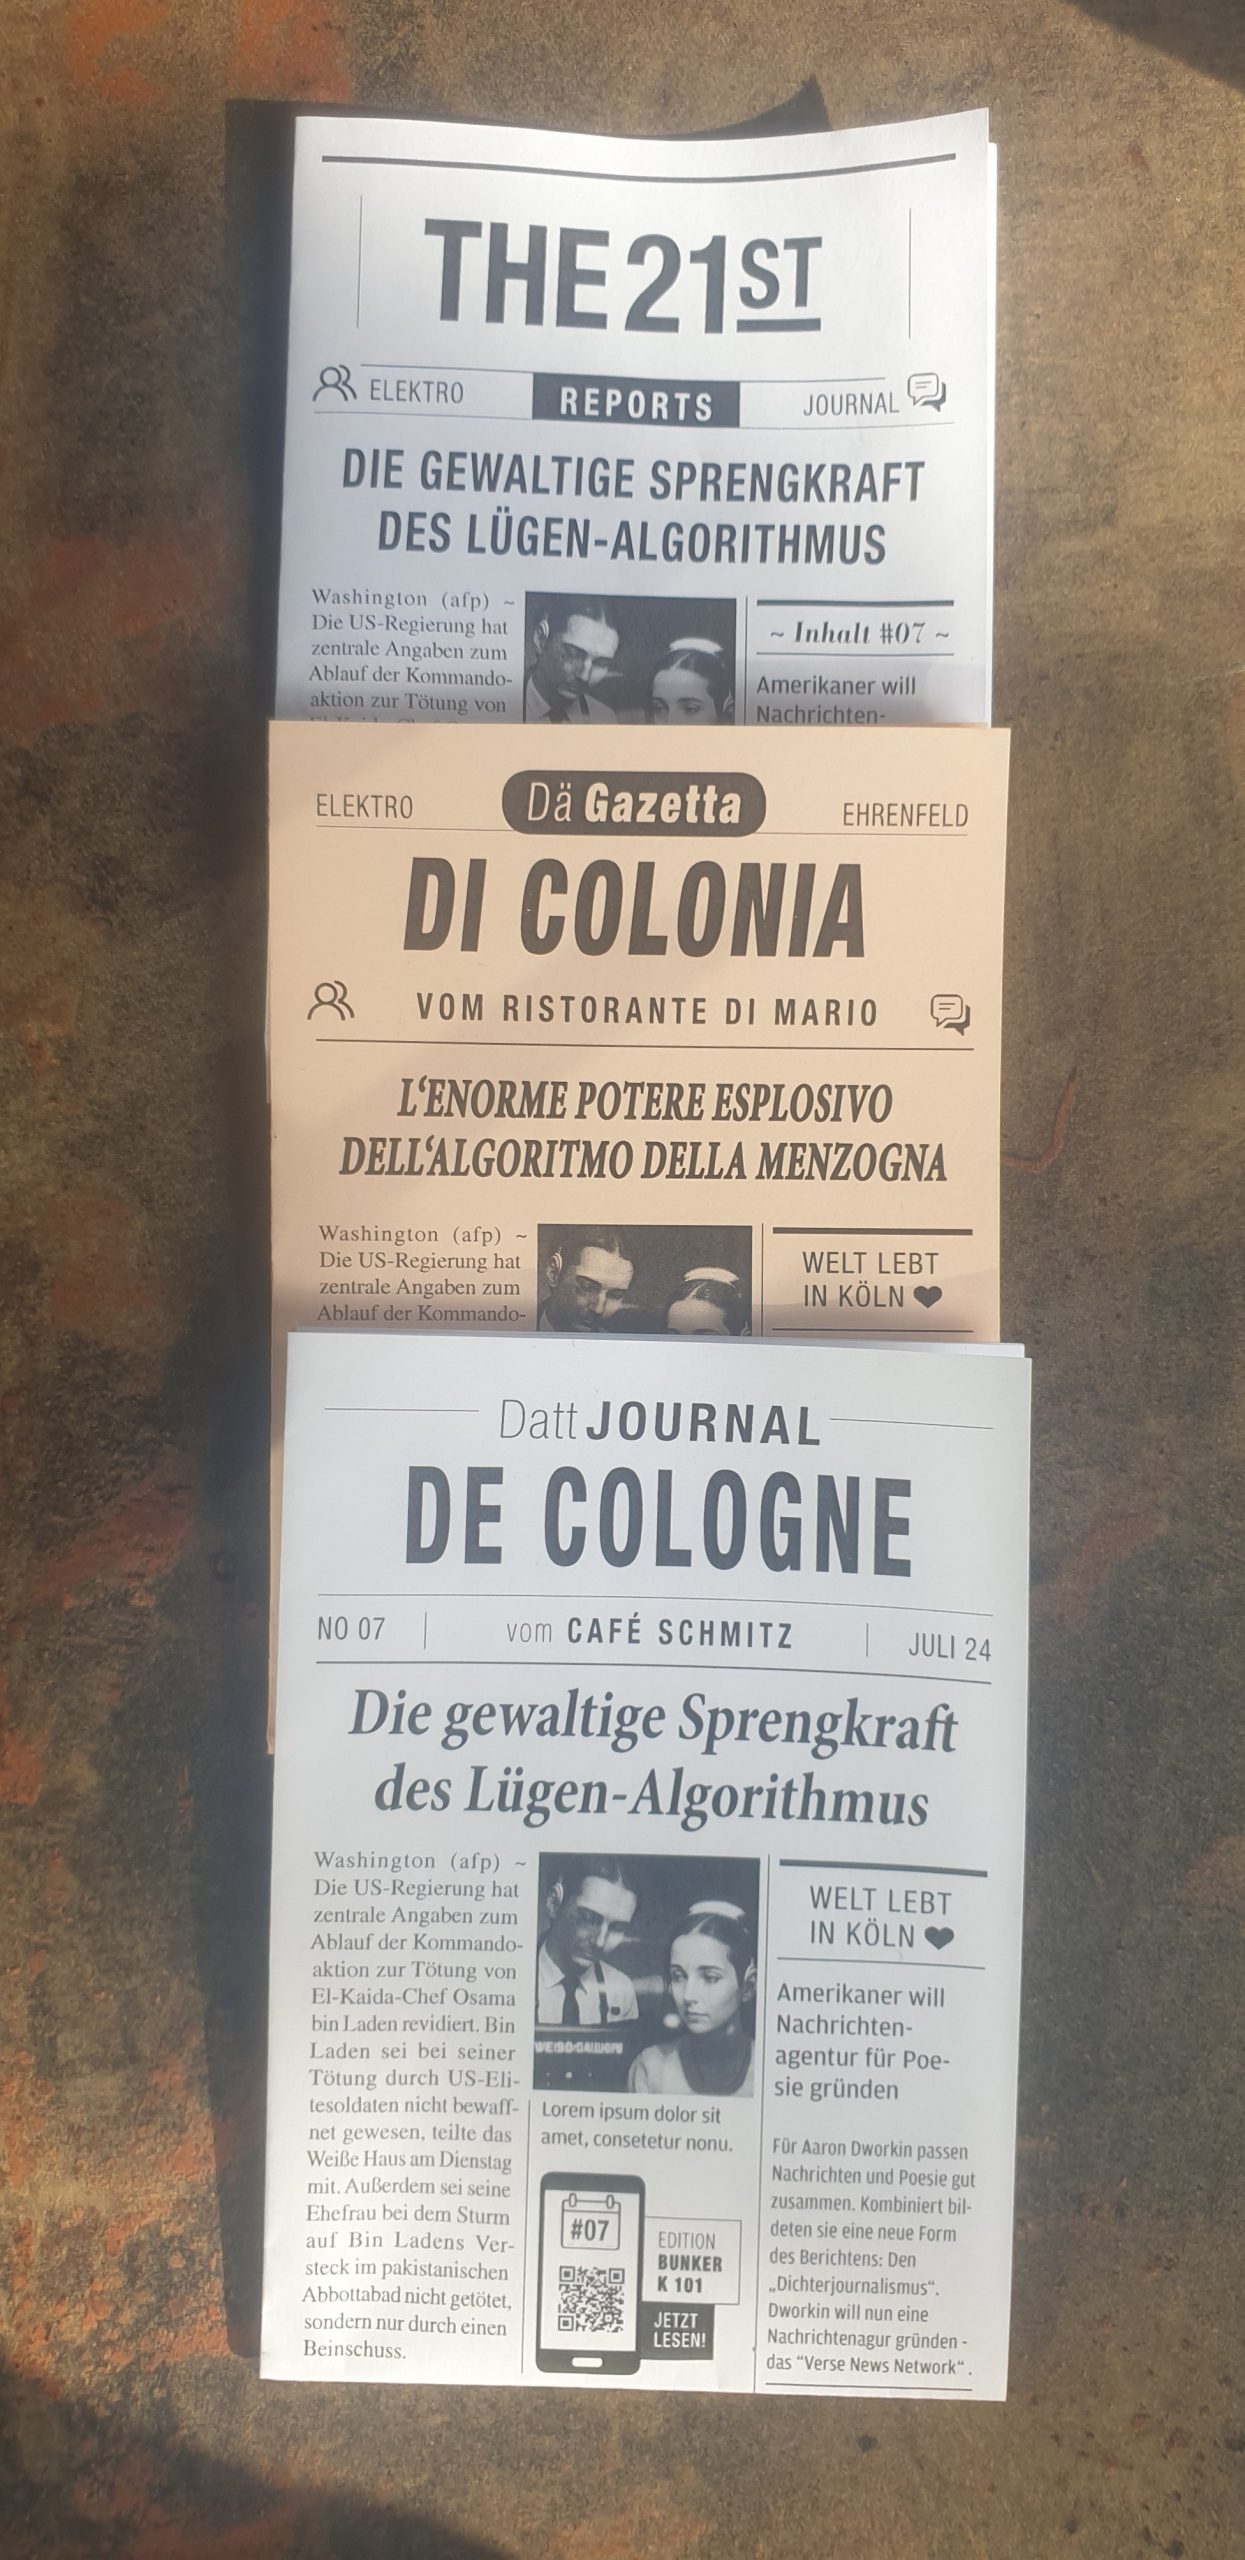 THE 21ST
ELEKTRO REPORTS JOURNAL
DIE GEWALTIGE SPRENGKRAFT
DES LÜGEN-ALGORITHMUS
Washington (afp) ~
Die US-Regierung hat
zentrale Angaben zum
Ablauf der Kommando-
aktion zur Tötung von
~ Inhalt #07 ~
Amerikaner will
Nachrichten-
ELEKTRO Dä Gazetta EHRENFELD
DI COLONIA
VOM RISTORANTE DI MARIO
L‘ENORME POTERE ESPLOSIVO
DELL‘ALGORITMO DELLA MENZOGNA
Washington (afp) ~
Die US-Regierung hat
zentrale Angaben zum
Ablauf der Kommando-
WELT LEBT
IN KÖLN ♥
Datt JOURNAL
DE COLOGNE
NO 07 | vom CAFÉ SCHMITZ | JULI 24
Die gewaltige Sprengkraft
des Lügen-Algorithmus
Washington (afp) ~
Die US-Regierung hat
zentrale Angaben zum
Ablauf der Kommando-
aktion zur Tötung von
El-Kaida-Chef Osama
bin Laden revidiert. Bin
Laden sei bei seiner
Tötung durch US-Eli-
tesoldaten nicht bewaff-
net gewesen, teilte das
Weiße Haus am Dienstag
mit. Außerdem sei seine
Ehefrau bei dem Sturm
auf Bin Ladens Ver-
steck im pakistanischen
Abbottabad nicht getötet,
sondern nur durch einen
Beinschuss.
Lorem ipsum dolor sit
amet, consetetur nonu.
#07
EDITION
BUNKER
K 101
JETZT
LESEN!
WELT LEBT
IN KÖLN ♥
Amerikaner will
Nachrichten-
agentur für Poe-
sie gründen
Für Aaron Dworkin passen
Nachrichten und Poesie gut
zusammen. Kombiniert bil-
deten sie eine neue Form
des Berichtens: Den
„Dichterjournalismus“.
Dworkin will nun eine
Nachrichtenagur gründen -
das “Verse News Network“.